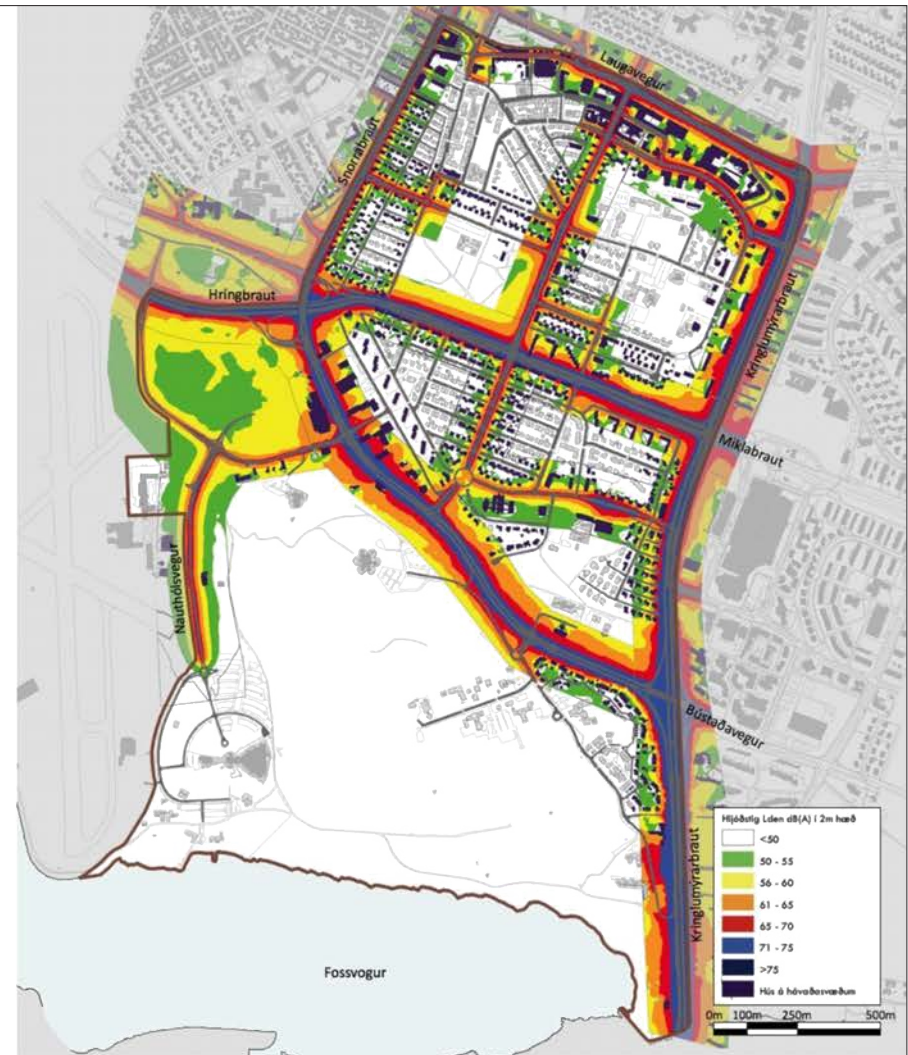 Laugavegur
Snorrabraut
Hringbraut
Kringlumýrarbraut
Miklabraut
Nauthólsvegur
Bústaðavegur
Kringlumýrarbraut
Fossvogur
Hljóðstig Lden dB(A) í 2m hæð
<50
50 - 55
56 - 60
61 - 65
65 - 70
71 - 75
>75
Hús á hávaðasvæðum
0m 100m 250m 500m